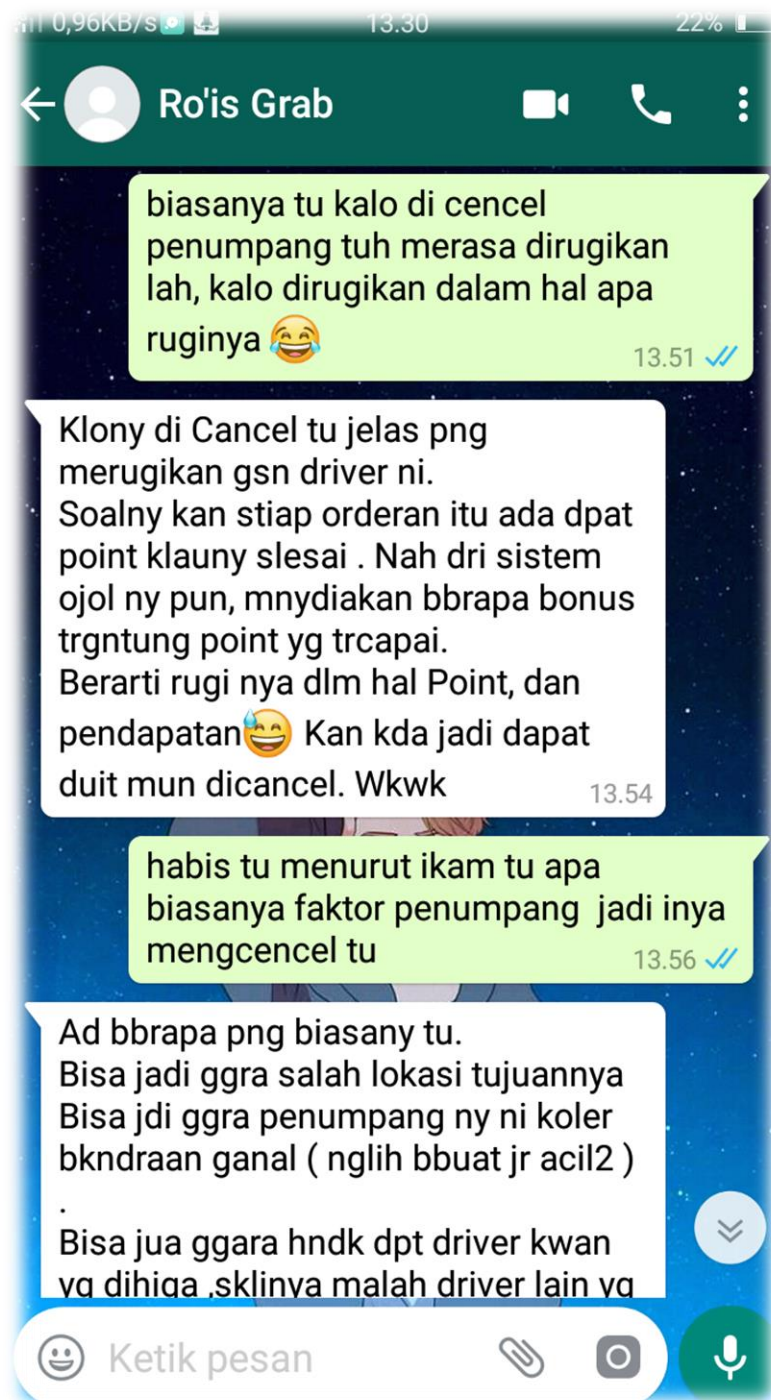 0,96KB/s 13.30 22%
Ro'is Grab
biasanya tu kalo di cencel
penumpang tuh merasa dirugikan
lah, kalo dirugikan dalam hal apa
ruginya 😂
13.51
Klony di Cancel tu jelas png
merugikan gsn driver ni.
Soalny kan stiap orderan itu ada dpat
point klauny slesai . Nah dri sistem
ojol ny pun, mnydiakan bbrapa bonus
trgntung point yg trcapai.
Berarti rugi nya dlm hal Point, dan
pendapatan😅 Kan kda jadi dapat
duit mun dicancel. Wkwk
13.54
habis tu menurut ikam tu apa
biasanya faktor penumpang jadi inya
mengcencel tu
13.56
Ad bbrapa png biasany tu.
Bisa jadi ggra salah lokasi tujuannya
Bisa jdi ggra penumpang ny ni koler
bkndraan ganal ( nglih bbuat jr acil2 )
.
Bisa jua ggara hndk dpt driver kwan
yg dihiga ,sklinya malah driver lain yg
Ketik pesan